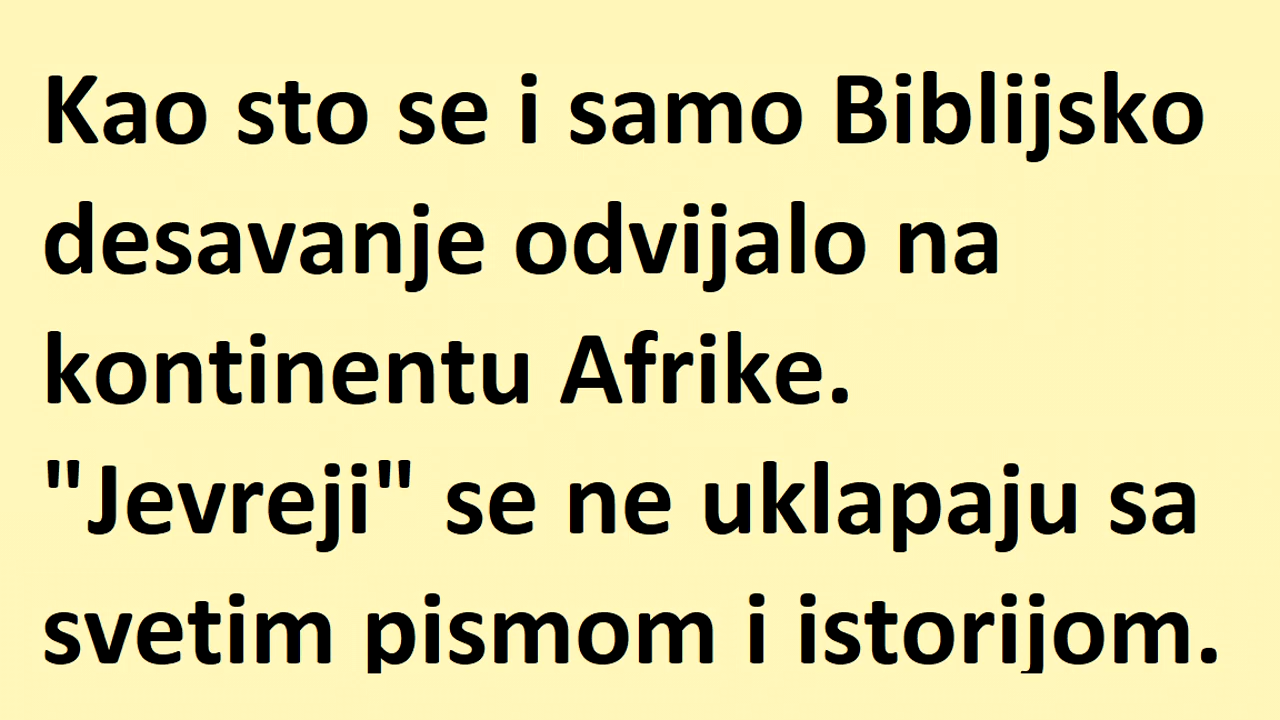 Kao sto se i samo Biblijsko
desavanje odvijalo na
kontinentu Afrike.
"Jevreji" se ne uklapaju sa
svetim pismom i istorijom.